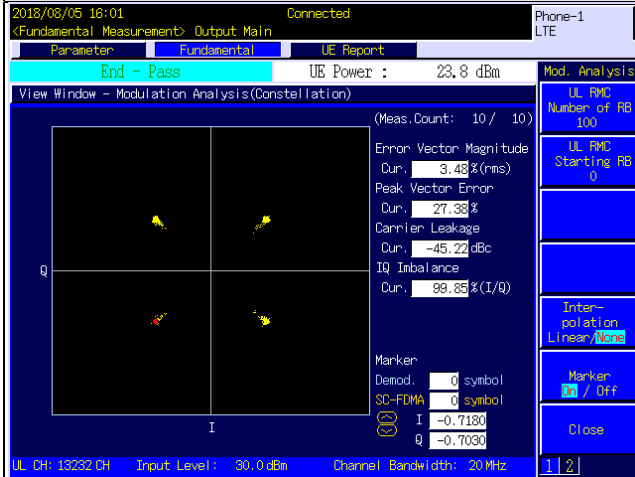 2018/08/05 16:01 Connected Phone-1
<Fundamental Measurement> Output Main LTE
Parameter Fundamental UE Report
End - Pass UE Power : 23.8 dBm Mod. Analysis
View Window - Modulation Analysis(Constellation)
UL RMC
Number of RB
100
(Meas.Count: 10/ 10)
Error Vector Magnitude
Cur. 3.48 %(rms)
UL RMC
Starting RB
0
Peak Vector Error
Cur. 27.38 %
Carrier Leakage
Cur. -45.22 dBc
IQ Imbalance
Cur. 99.85 %(I/Q)
Q
Inter-
polation
Linear/None
Marker
Demod. 0 symbol
SC-FDMA 0 symbol
I -0.7180
Q -0.7030
Marker
On / Off
I
Close
UL CH: 13232 CH Input Level: 30.0 dBm Channel Bandwidth: 20 MHz 1 2